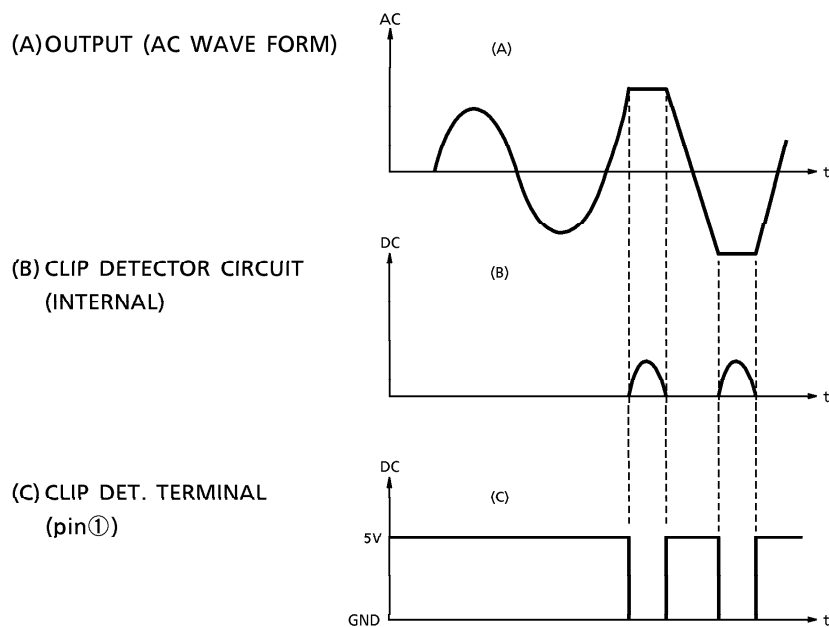 AC
(A) OUTPUT (AC WAVE FORM)
(A)
t
DC
(B) CLIP DETECTOR CIRCUIT
(INTERNAL)
(B)
t
DC
(C) CLIP DET. TERMINAL
(pin①)
(C)
5V
GND
t